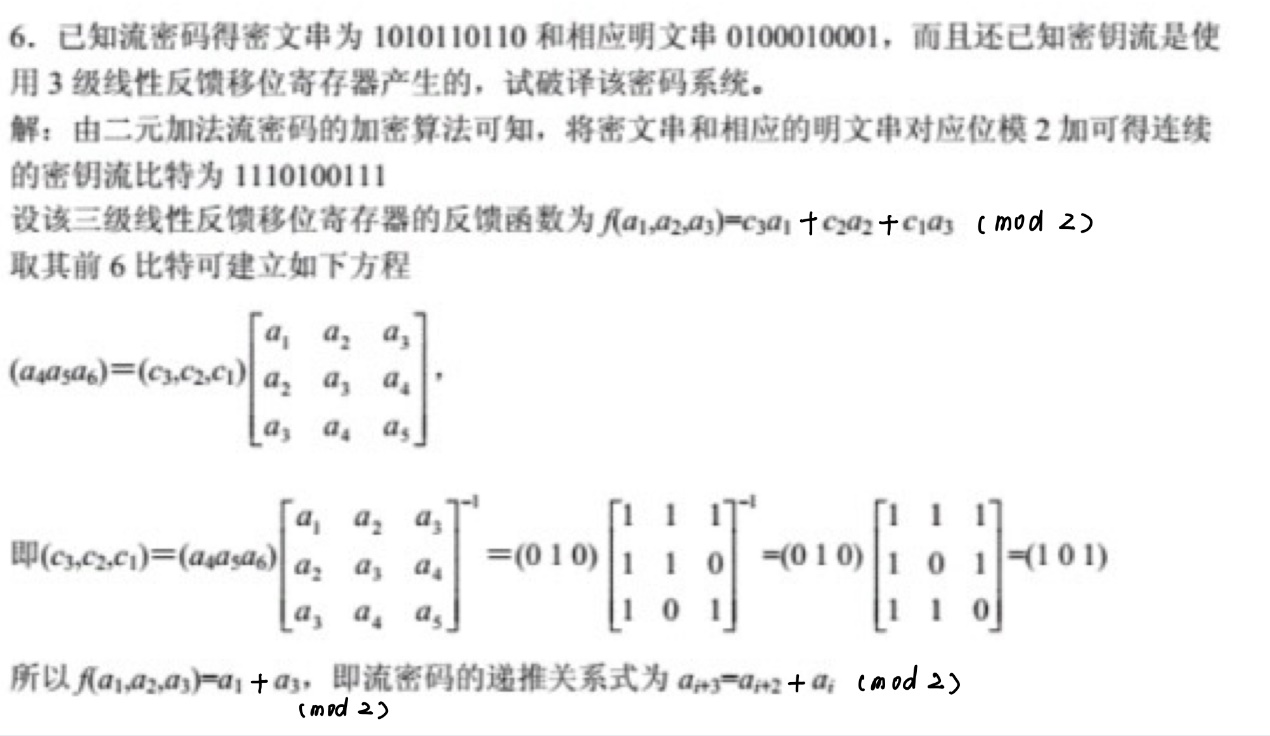 6. 已知流密码得密文串为 1010110110 和相应明文串 0100010001，而且还已知密钥流是使
用 3 级线性反馈移位寄存器产生的，试破译该密码系统。
解：由二元加法流密码的加密算法可知，将密文串和相应的明文串对应位模 2 加可得连续
的密钥流比特为 1110100111
设该三级线性反馈移位寄存器的反馈函数为 f(a₁,a₂,a₃)=c₃a₁+c₂a₂+c₁a₃ (mod 2)
取其前 6 比特可建立如下方程
(a₄a₅a₆)=(c₃,c₂,c₁)[a₁ a₂ a₃
a₂ a₃ a₄
a₃ a₄ a₅],
即(c₃,c₂,c₁)=(a₄a₅a₆)[a₁ a₂ a₃ ]⁻¹=(0 1 0)[1 1 1]⁻¹=(0 1 0)[1 1 1]=(1 0 1)
a₂ a₃ a₄ 1 1 0 1 0 1
a₃ a₄ a₅ 1 0 1 1 1 0
所以 f(a₁,a₂,a₃)=a₁+a₃，即流密码的递推关系式为 aᵢ₊₃=aᵢ₊₂+aᵢ (mod 2)
(mod 2)